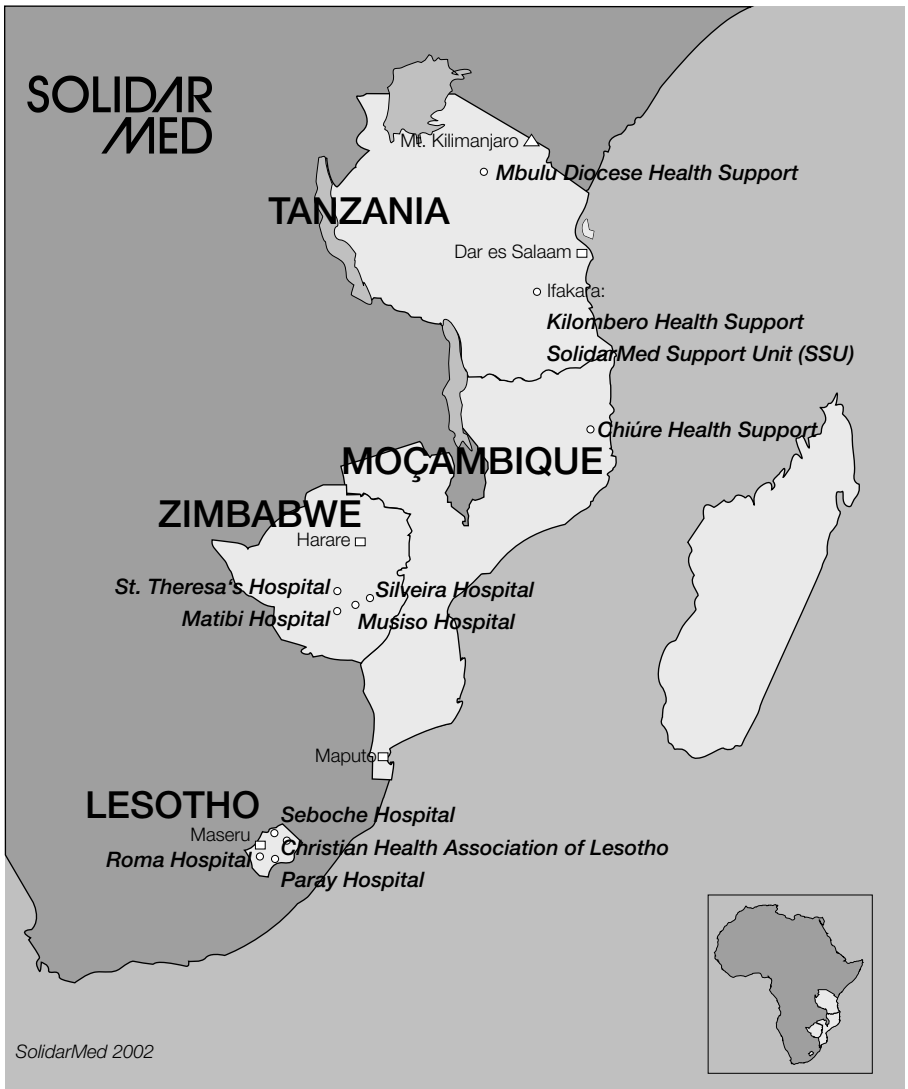 SOLIDAR
MED
Mt. Kilimanjaro
Mbulu Diocese Health Support
TANZANIA
Dar es Salaam
Ifakara:
Kilombero Health Support
SolidarMed Support Unit (SSU)
Chiúre Health Support
MOÇAMBIQUE
ZIMBABWE
Harare
St. Theresa‘s Hospital
Silveira Hospital
Matibi Hospital
Musiso Hospital
Maputo
LESOTHO
Seboche Hospital
Maseru
Christian Health Association of Lesotho
Roma Hospital
Paray Hospital
SolidarMed 2002